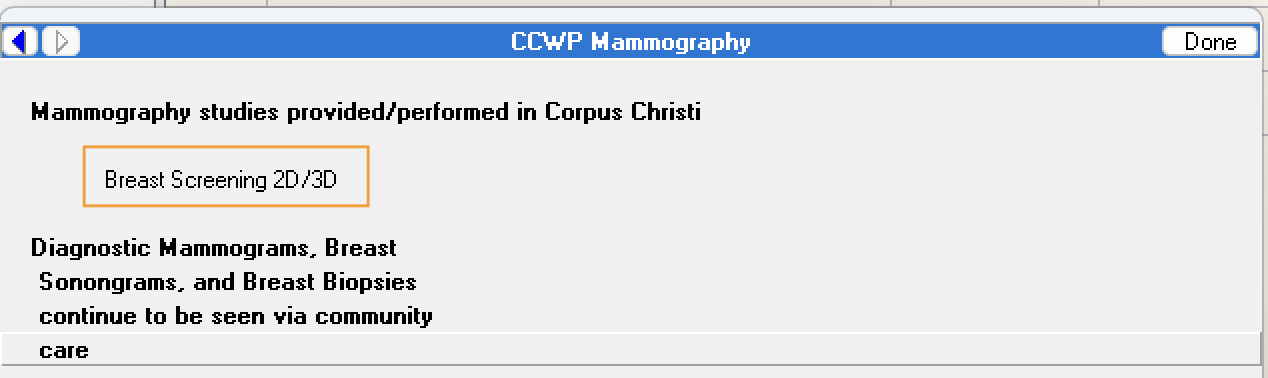 CCWP Mammography
Done
Mammography studies provided/performed in Corpus Christi
Breast Screening 2D/3D
Diagnostic Mammograms, Breast
Sonongrams, and Breast Biopsies
continue to be seen via community
care